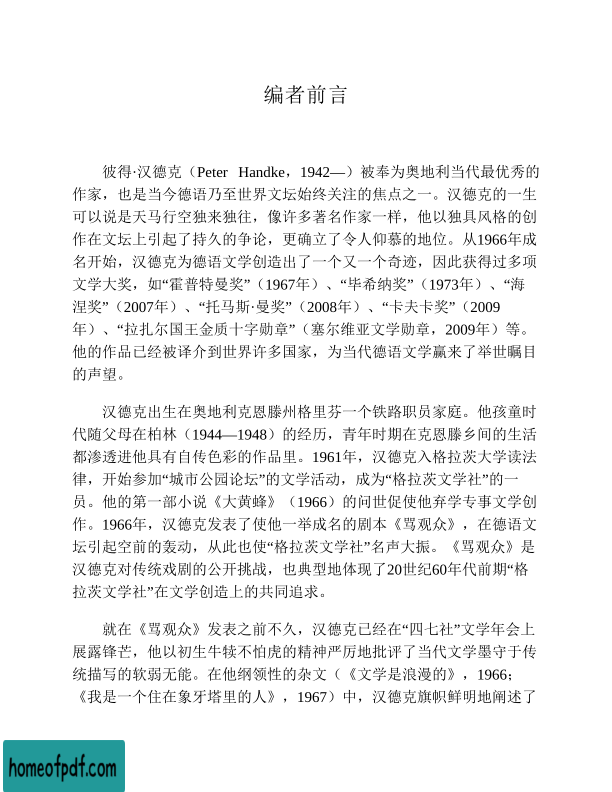 编者前言
彼得·汉德克（Peter Handke，1942—）被奉为奥地利当代最优秀的
作家，也是当今德语乃至世界文坛始终关注的焦点之一。汉德克的一生
可以说是天马行空独来独往，像许多著名作家一样，他以独具风格的创
作在文坛上引起了持久的争论，更确立了令人仰慕的地位。从1966年成
名开始，汉德克为德语文学创造出了一个又一个奇迹，因此获得过多项
文学大奖，如“霍普特曼奖”（1967年）、“毕希纳奖”（1973年）、“海
涅奖”（2007年）、“托马斯·曼奖”（2008年）、“卡夫卡奖”（2009
年）、“拉扎尔国王金质十字勋章”（塞尔维亚文学勋章，2009年）等。
他的作品已经被译介到世界许多国家，为当代德语文学赢来了举世瞩目
的声望。
汉德克出生在奥地利克恩滕州格里芬一个铁路职员家庭。他孩童时
代随父母在柏林（1944—1948）的经历，青年时期在克恩滕乡间的生活
都渗透进他具有自传色彩的作品里。1961年，汉德克入格拉茨大学读法
律，开始参加“城市公园论坛”的文学活动，成为“格拉茨文学社”的一
员。他的第一部小说《大黄蜂》（1966）的问世促使他弃学专事文学创
作。1966年，汉德克发表了使他一举成名的剧本《骂观众》，在德语文
坛引起空前的轰动，从此也使“格拉茨文学社”名声大振。《骂观众》是
汉德克对传统戏剧的公开挑战，也典型地体现了20世纪60年代前期“格
拉茨文学社”在文学创造上的共同追求。
就在《骂观众》发表之前不久，汉德克已经在“四七社”文学年会上
展露锋芒，他以初生牛犊不怕虎的精神严厉地批评了当代文学墨守于传
统描写的软弱无能。在他纲领性的杂文（《文学是浪漫的》，1966；
《我是一个住在象牙塔里的人》，1967）中，汉德克旗帜鲜明地阐述了
homeofpdf.com